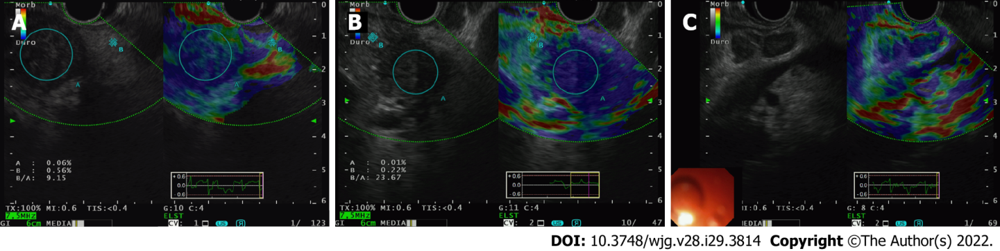 A
Morb
Duro
B
A
B
A
0
1
2
3
4
5
6
A : 0.06%
B : 0.56%
B/A: 9.15
+ 0.6
0.0
- 0.6
TX:100% MI:0.6 TIS:<0.4 G:10 C:4
7.5MHz ELST
GI 6cm MEDIA CV: 1 US R 1/ 123
B
Morb
Duro
B
A
B
A
0
1
2
3
4
5
6
A : 0.01%
B : 0.22%
B/A: 23.67
+ 0.6
0.0
- 0.6
TX:100% MI:0.6 TIS:<0.4 G:11 C:4
7.5MHz ELST
GI 6cm MEDIA CV: 2 US R 10/ 47
C
Morb
Duro
0
1
2
3
4
5
6
+ 0.6
0.0
- 0.6
MI:0.6 TIS:<0.4 G: 8 C:4
ELST
MEDIA CV: 2 US R 1/ 69
DOI: 10.3748/wjg.v28.i29.3814 Copyright ©The Author(s) 2022.